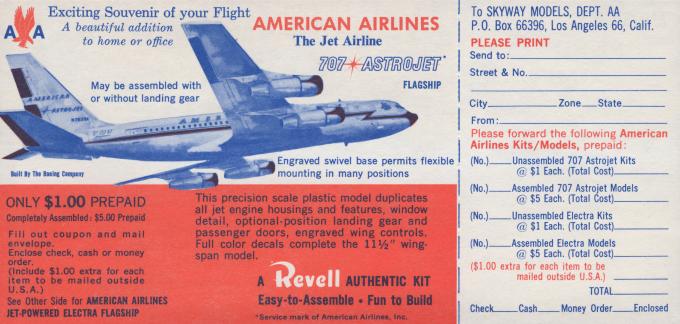 Exciting Souvenir of your Flight
A beautiful addition
to home or office
AA
AMERICAN AIRLINES
The Jet Airline
707 ASTROJET*
FLAGSHIP
May be assembled with
or without landing gear
AMERICAN
ASTROJET
Engraved swivel base permits flexible
mounting in many positions
Built By The Boeing Company
ONLY $1.00 PREPAID
Completely Assembled: $5.00 Prepaid
Fill out coupon and mail
envelope.
Enclose check, cash or money
order.
(Include $1.00 extra for each
item to be mailed outside
U.S.A.)
See Other Side for AMERICAN AIRLINES
JET-POWERED ELECTRA FLAGSHIP
This precision scale plastic model duplicates
all jet engine housings and features, window
detail, optional-position landing gear and
passenger doors, engraved wing controls.
Full color decals complete the 11½" wing-
span model.
A Revell AUTHENTIC KIT
Easy-to-Assemble • Fun to Build
*Service mark of American Airlines, Inc.
To SKYWAY MODELS, DEPT. AA
P.O. Box 66396, Los Angeles 66, Calif.
PLEASE PRINT
Send to:
Street & No.
City Zone State
From:
Please forward the following American
Airlines Kits/Models, prepaid:
(No.) Unassembled 707 Astrojet Kits
@ $1 Each. (Total Cost)
(No.) Assembled 707 Astrojet Models
@ $5 Each. (Total Cost)
(No.) Unassembled Electra Kits
@ $1 Each. (Total Cost)
(No.) Assembled Electra Models
@ $5 Each. (Total Cost)
($1.00 extra for each item to be
mailed outside U.S.A.)
TOTAL
Check Cash Money Order Enclosed